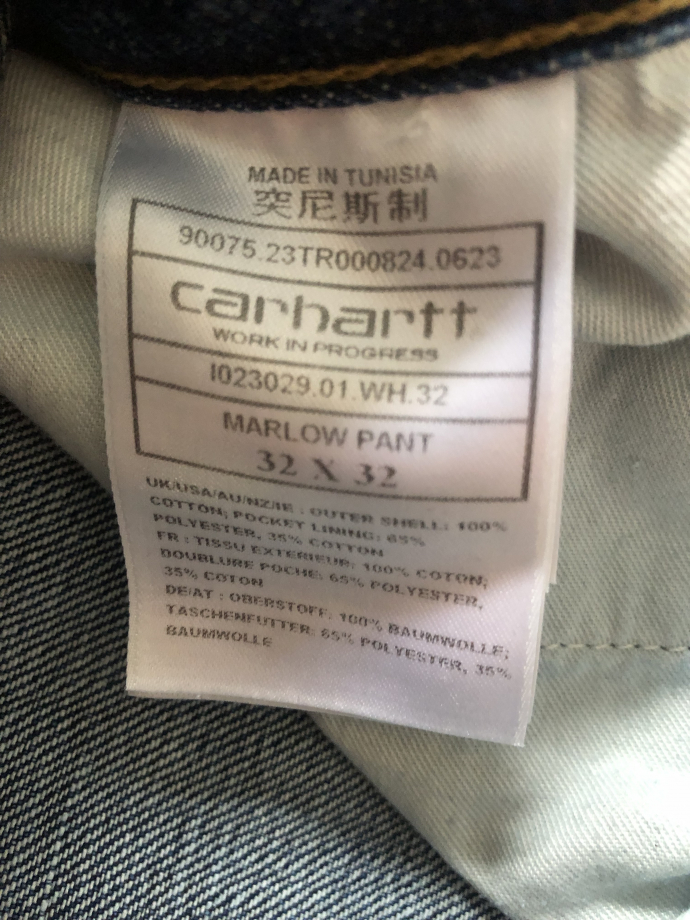 MADE IN TUNISIA
突尼斯制
90075.23TR000824.0623
carhartt
WORK IN PROGRESS
I023029.01.WH.32
MARLOW PANT
32 X 32
UK/USA/AU/NZ/IE : OUTER SHELL: 100%
COTTON; POCKET LINING: 65%
POLYESTER, 35% COTTON
FR : TISSU EXTERIEUR: 100% COTON;
DOUBLURE POCHE: 65% POLYESTER,
35% COTON
DE/AT : OBERSTOFF: 100% BAUMWOLLE;
TASCHENFUTTER: 65% POLYESTER, 35%
BAUMWOLLE